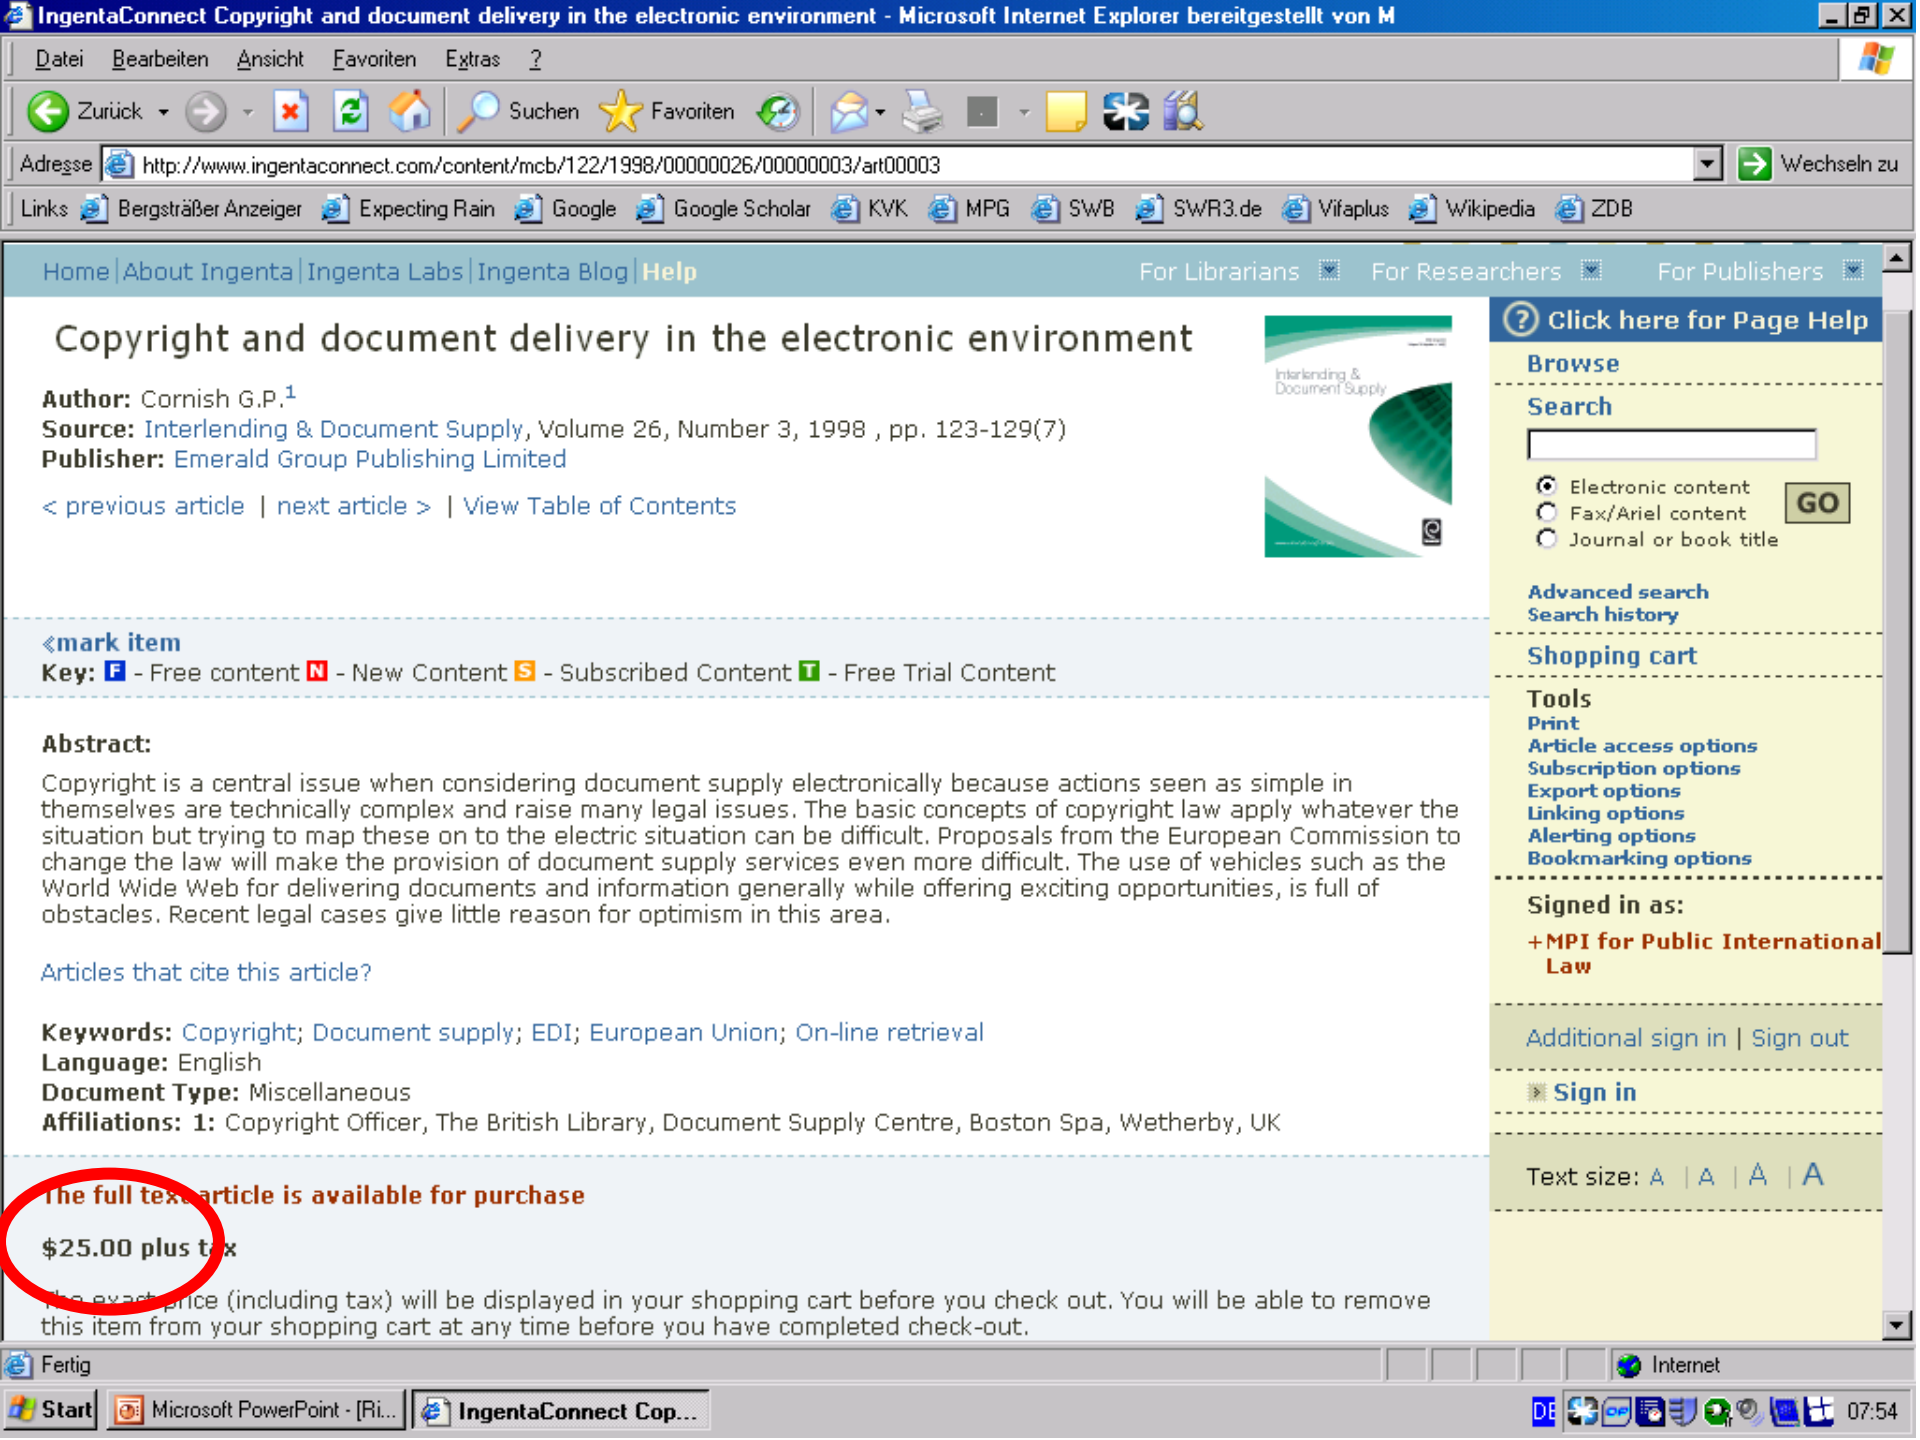 IngentaConnect Copyright and document delivery in the electronic environment - Microsoft Internet Explorer bereitgestellt von M
Datei Bearbeiten Ansicht Favoriten Extras ?
Zurück Suchen Favoriten
Adresse http://www.ingentaconnect.com/content/mcb/122/1998/00000026/00000003/art00003 Wechseln zu
Links Bergsträßer Anzeiger Expecting Rain Google Google Scholar KVK MPG SWB SWR3.de Vifaplus Wikipedia ZDB
Home|About Ingenta|Ingenta Labs|Ingenta Blog|Help For Librarians For Researchers For Publishers
Copyright and document delivery in the electronic environment
Interlending &
Document Supply
Author: Cornish G.P.1
Source: Interlending & Document Supply, Volume 26, Number 3, 1998 , pp. 123-129(7)
Publisher: Emerald Group Publishing Limited
< previous article | next article > | View Table of Contents
«mark item
Key: F - Free content N - New Content S - Subscribed Content T - Free Trial Content
Abstract:
Copyright is a central issue when considering document supply electronically because actions seen as simple in
themselves are technically complex and raise many legal issues. The basic concepts of copyright law apply whatever the
situation but trying to map these on to the electric situation can be difficult. Proposals from the European Commission to
change the law will make the provision of document supply services even more difficult. The use of vehicles such as the
World Wide Web for delivering documents and information generally while offering exciting opportunities, is full of
obstacles. Recent legal cases give little reason for optimism in this area.
Articles that cite this article?
Keywords: Copyright; Document supply; EDI; European Union; On-line retrieval
Language: English
Document Type: Miscellaneous
Affiliations: 1: Copyright Officer, The British Library, Document Supply Centre, Boston Spa, Wetherby, UK
The full text article is available for purchase
$25.00 plus tax
The exact price (including tax) will be displayed in your shopping cart before you check out. You will be able to remove
this item from your shopping cart at any time before you have completed check-out.
? Click here for Page Help
Browse
Search
Electronic content
Fax/Ariel content
Journal or book title
GO
Advanced search
Search history
Shopping cart
Tools
Print
Article access options
Subscription options
Export options
Linking options
Alerting options
Bookmarking options
Signed in as:
+MPI for Public International
Law
Additional sign in | Sign out
Sign in
Text size: A | A | A | A
Fertig Internet
Start Microsoft PowerPoint - [Ri... IngentaConnect Cop... DE 07:54